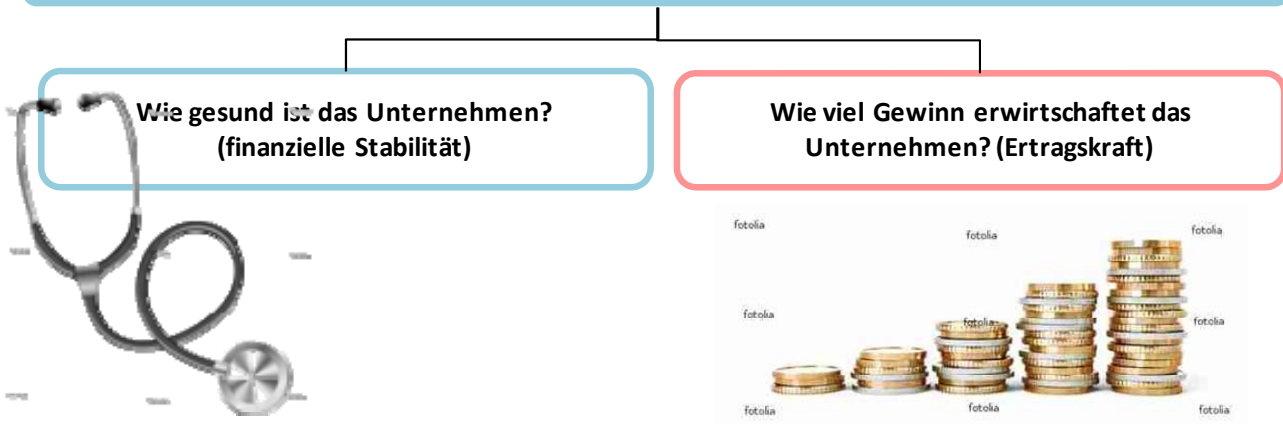 Wie gesund ist das Unternehmen?
(finanzielle Stabilität)
Wie viel Gewinn erwirtschaftet das
Unternehmen? (Ertragskraft)
fotolia
fotolia
fotolia
fotolia
fotolia
fotolia
fotolia
fotolia
fotolia